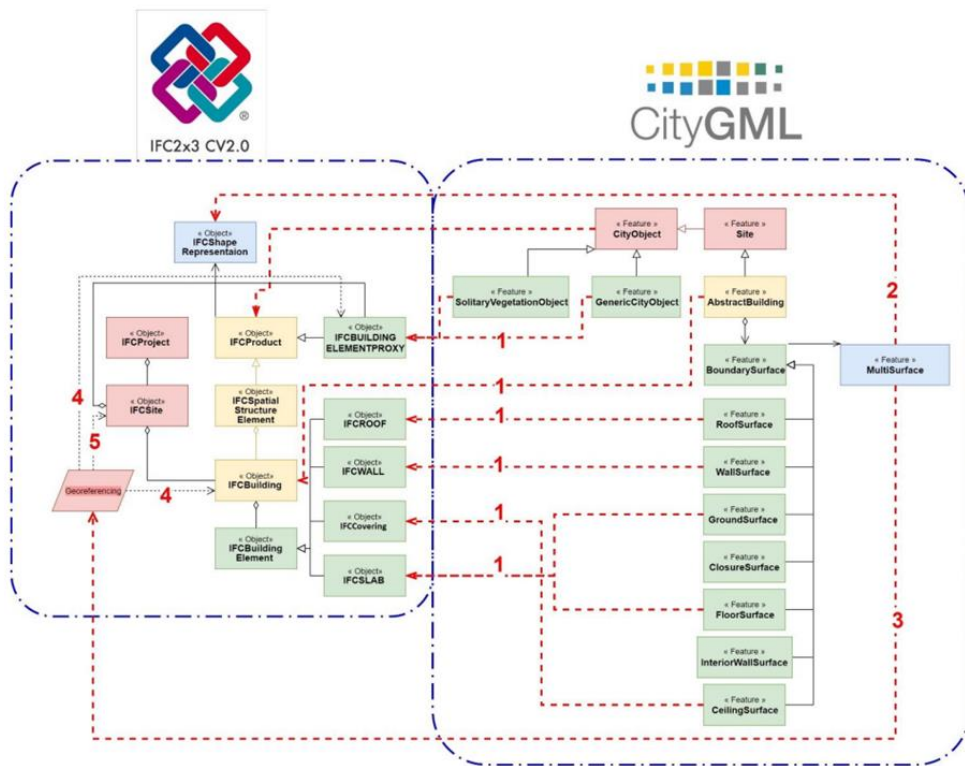 ®
IFC2x3 CV2.0
CityGML
« Object»
IFCShape
Representaion
« Object»
IFCProject
« Object»
IFCProduct
« Object»
IFCBUILDING
ELEMENTPROXY
« Object»
IFCSite
« Object»
IFCSpatial
Structure
Element
« Object»
IFCROOF
« Object»
IFCWALL
Georeferencing
« Object»
IFCBuilding
« Object»
IFCCovering
« Object»
IFCBuilding
Element
« Object»
IFCSLAB
4
5
4
« Feature »
CityObject
« Feature »
Site
« Feature »
SolitaryVegetationObject
« Feature »
GenericCityObject
« Feature »
AbstractBuilding
2
1
« Feature »
BoundarySurface
« Feature »
MultiSurface
1
1
« Feature »
RoofSurface
1
« Feature »
WallSurface
1
« Feature »
GroundSurface
1
« Feature »
ClosureSurface
« Feature »
FloorSurface
3
« Feature »
InteriorWallSurface
« Feature »
CeilingSurface